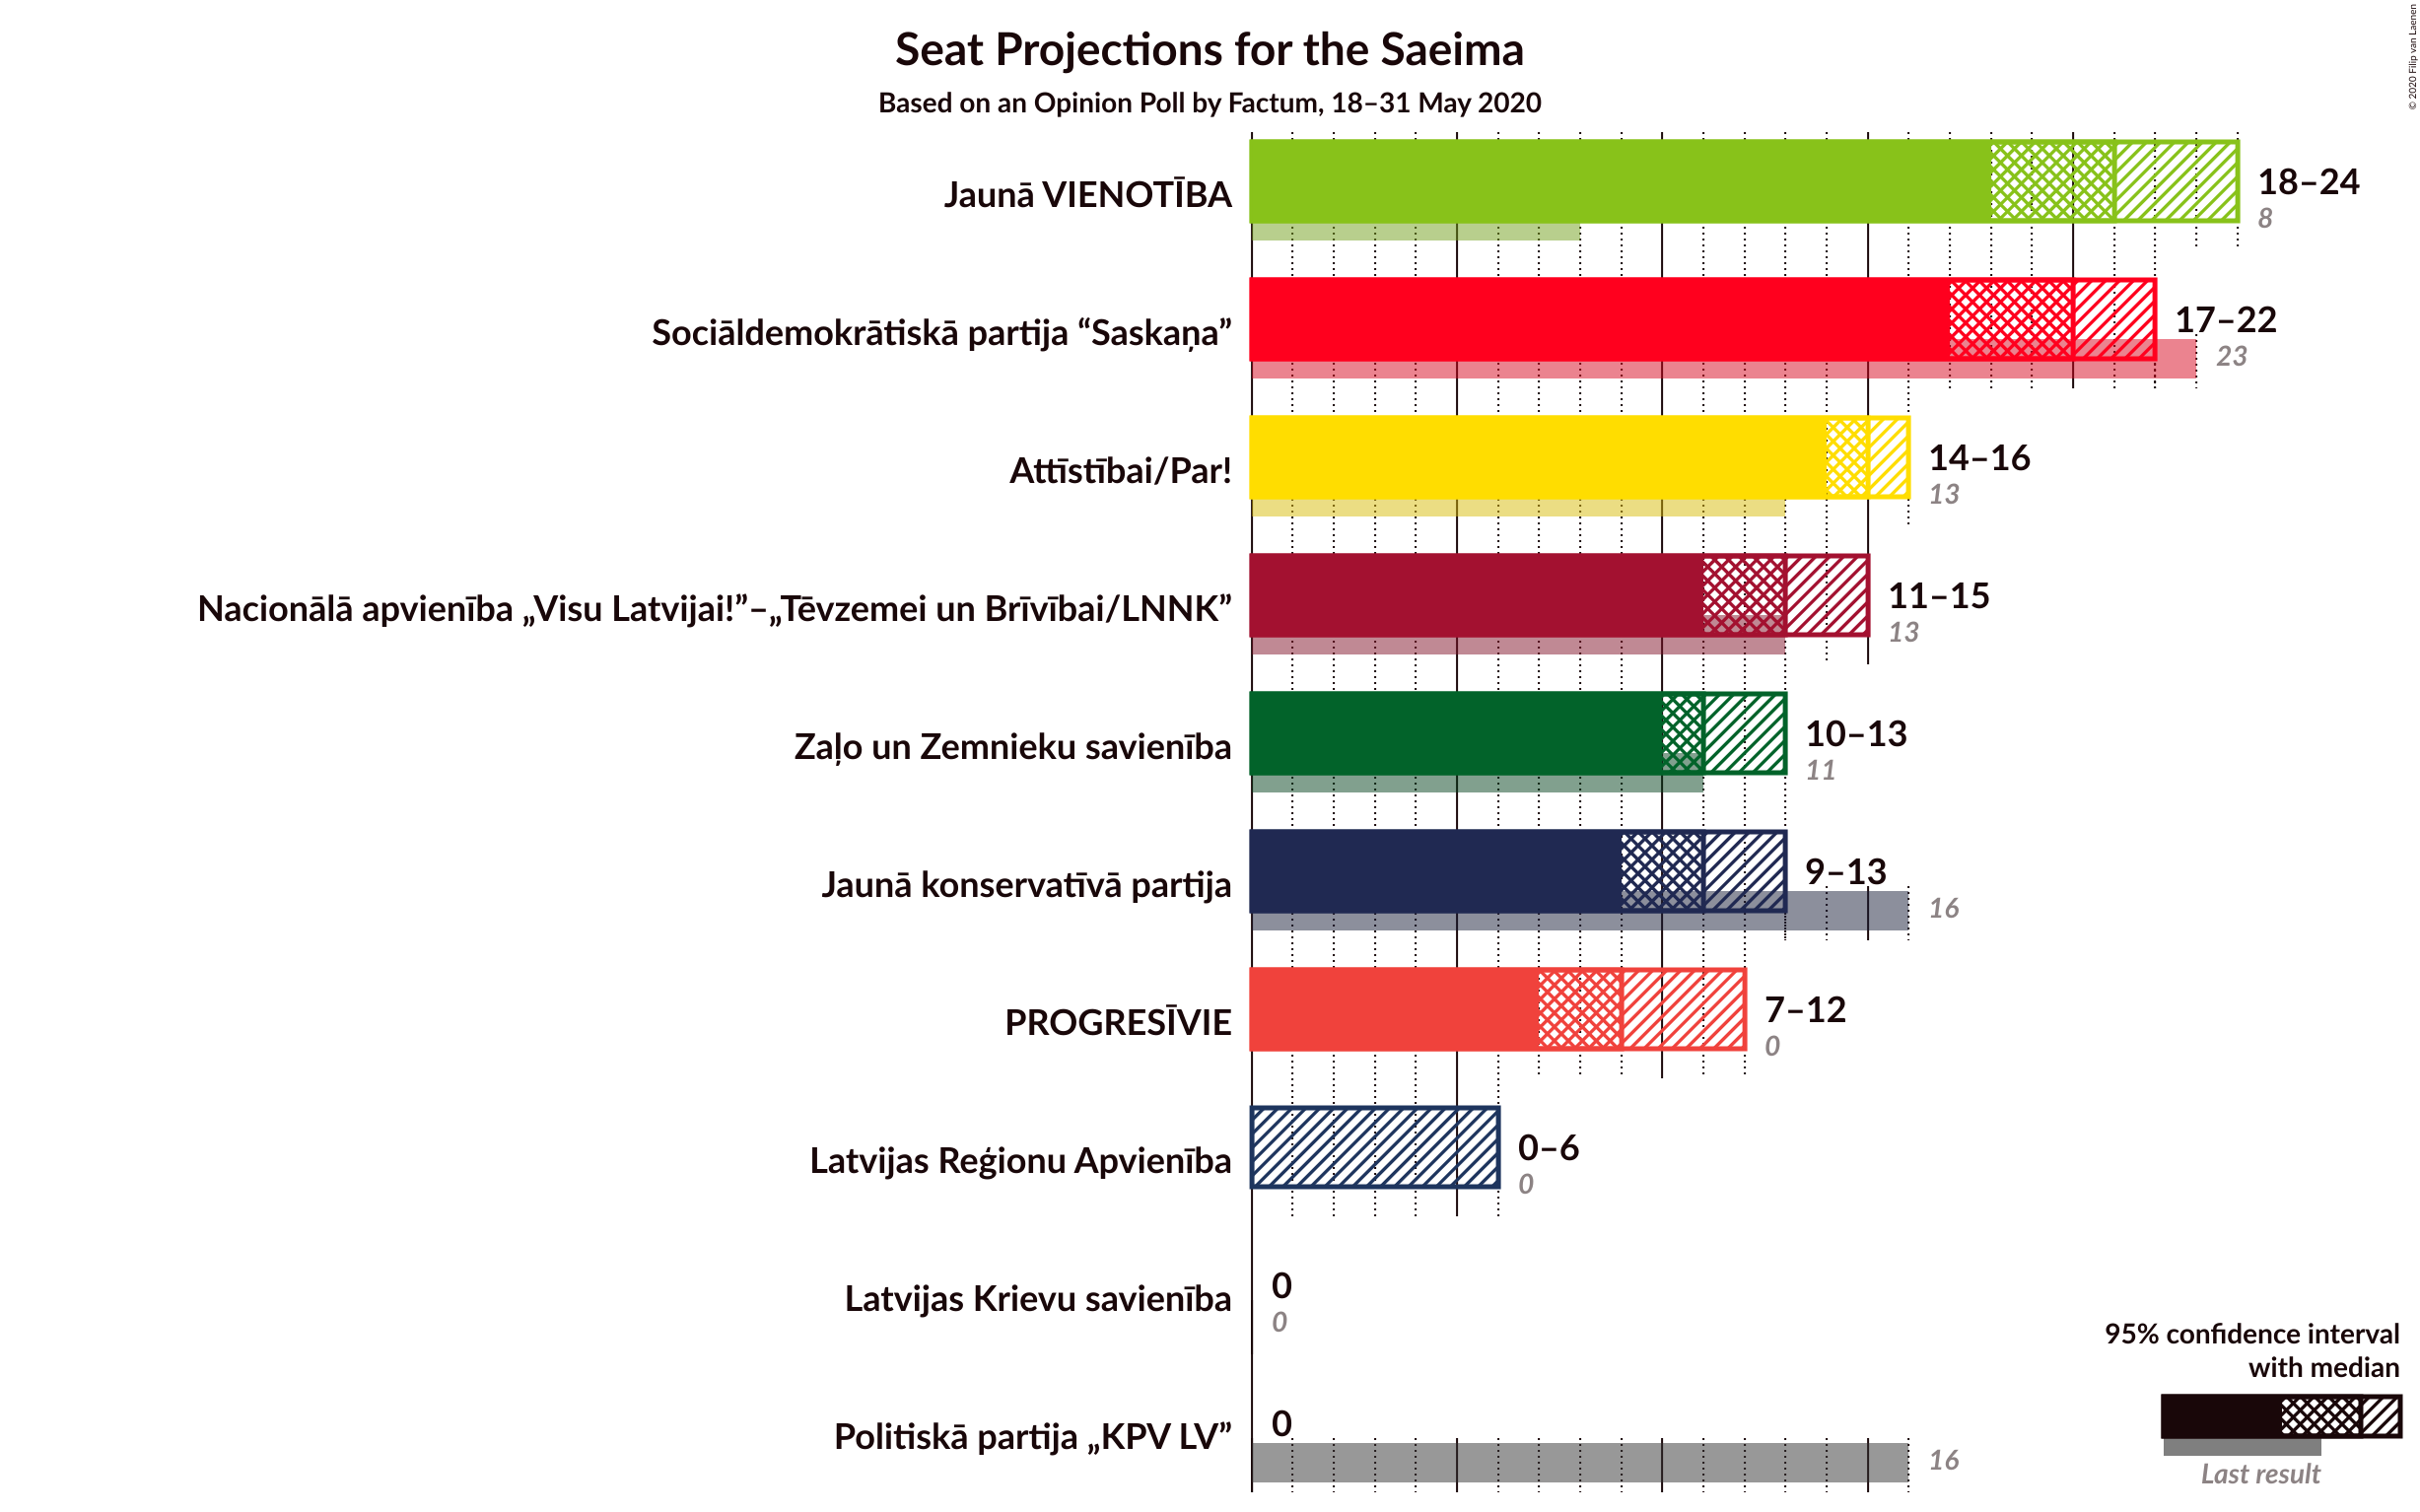 Seat Projections for the Saeima
Based on an Opinion Poll by Factum, 18–31 May 2020
© 2020 Filip van Laenen
Jaunā VIENOTĪBA
18–24
8
Sociāldemokrātiskā partija “Saskaņa”
17–22
23
Attīstībai/Par!
14–16
13
Nacionālā apvienība „Visu Latvijai!”–„Tēvzemei un Brīvībai/LNNK”
11–15
13
Zaļo un Zemnieku savienība
10–13
11
Jaunā konservatīvā partija
9–13
16
PROGRESĪVIE
7–12
0
Latvijas Reģionu Apvienība
0–6
0
Latvijas Krievu savienība
0
0
Politiskā partija „KPV LV”
0
16
95% confidence interval
with median
Last result